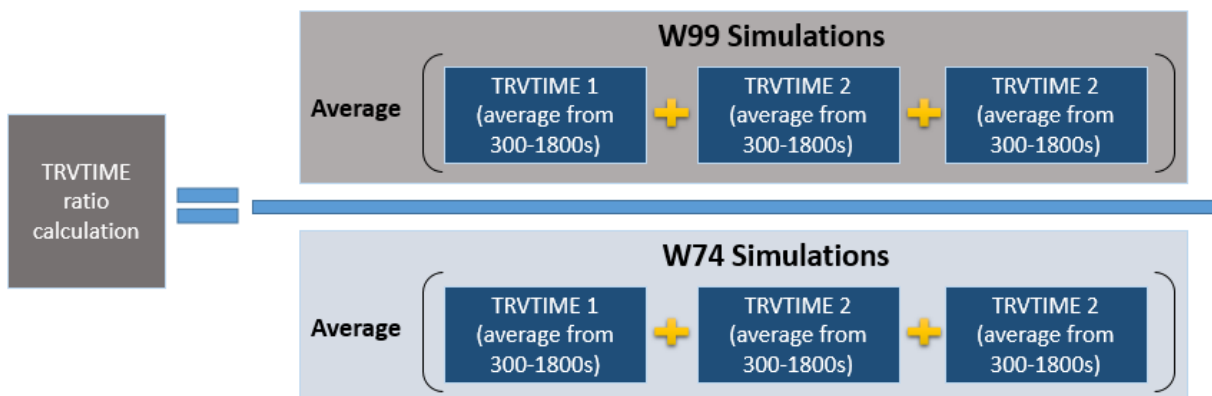 W99 Simulations
Average
TRVTIME 1
(average from
300-1800s)
TRVTIME 2
(average from
300-1800s)
TRVTIME 2
(average from
300-1800s)
TRVTIME
ratio
calculation
W74 Simulations
Average
TRVTIME 1
(average from
300-1800s)
TRVTIME 2
(average from
300-1800s)
TRVTIME 2
(average from
300-1800s)